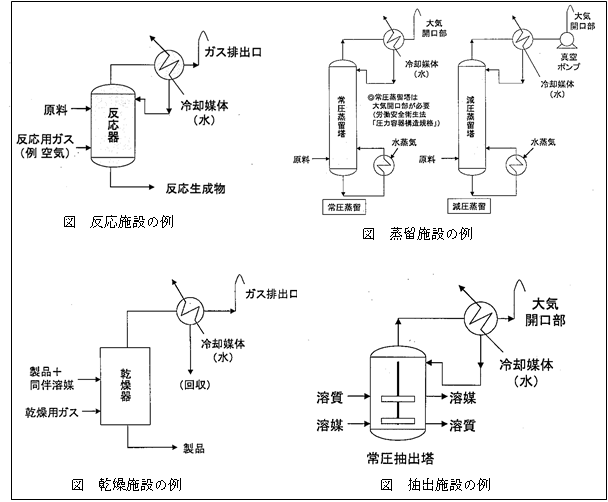 ガス排出口
冷却媒体
(水)
原料
反応用ガス
(例 空気)
反応器
反応生成物
図 反応施設の例
大気
開口部
冷却媒体
(水)
常圧蒸留塔
◎常圧蒸留塔は
大気開口部が必要
(労働安全衛生法
「圧力容器構造規格」)
水蒸気
原料
常圧蒸留
真空
ポンプ
冷却媒体
(水)
減圧蒸留塔
水蒸気
原料
減圧蒸留
図 蒸留施設の例
ガス排出口
冷却媒体
(水)
(回収)
製品+
同伴溶媒
乾燥用ガス
乾燥器
製品
図 乾燥施設の例
大気
開口部
冷却媒体
(水)
溶質
溶媒
溶媒
溶質
常圧抽出塔
図 抽出施設の例